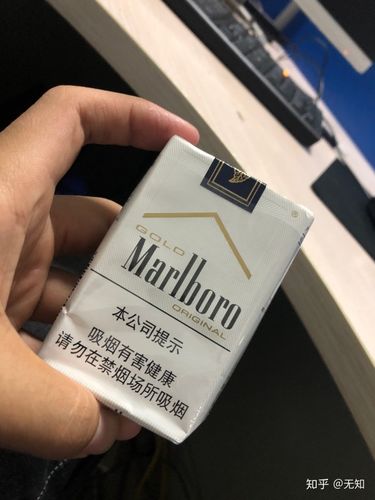 GOLD
Marlboro
ORIGINAL
®
本公司提示
吸烟有害健康
请勿在禁烟场所吸烟
知乎 @无知